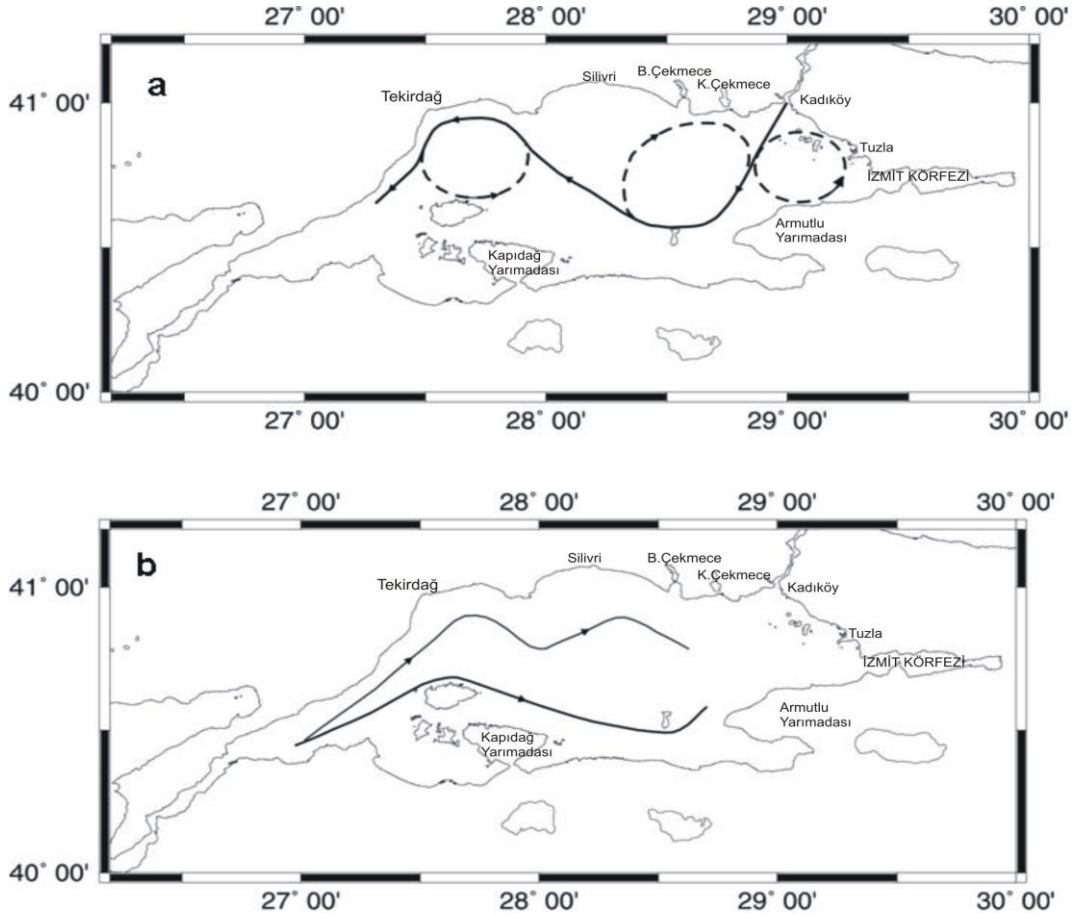 27° 00' 28° 00' 29° 00' 30° 00'
a
B.Çekmece
Silivri
K.Çekmece
Tekirdağ
Kadıköy
41° 00'
Tuzla
İZMİT KÖRFEZİ
Armutlu
Yarımadası
Kapıdağ
Yarımadası
40° 00'
27° 00' 28° 00' 29° 00' 30° 00'
27° 00' 28° 00' 29° 00' 30° 00'
b
Silivri
B.Çekmece
K.Çekmece
Tekirdağ
Kadıköy
41° 00'
Tuzla
İZMİT KÖRFEZİ
Armutlu
Yarımadası
Kapıdağ
Yarımadası
40° 00'
27° 00' 28° 00' 29° 00' 30° 00'